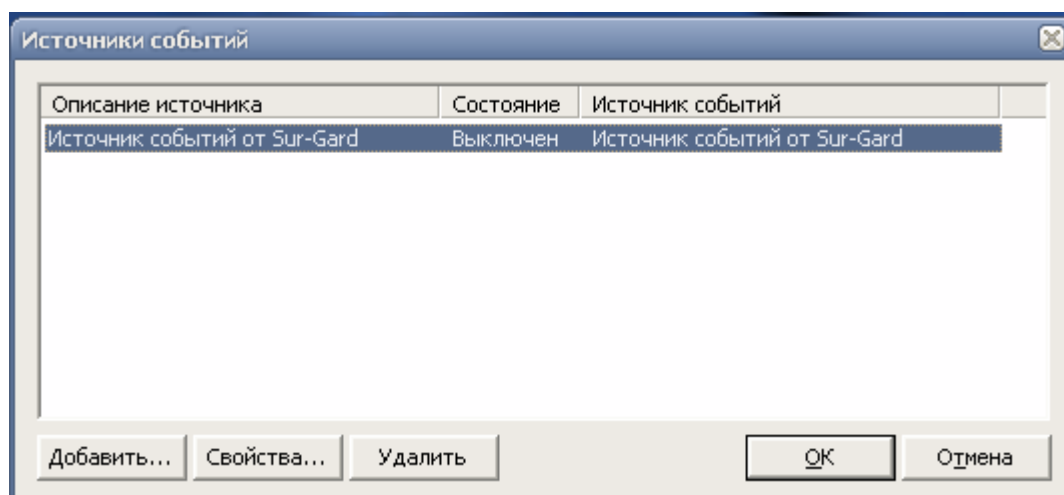 Источники событий
Описание источника Состояние Источник событий
Источник событий от Sur-Gard Выключен Источник событий от Sur-Gard
Добавить... Свойства... Удалить OK Отмена